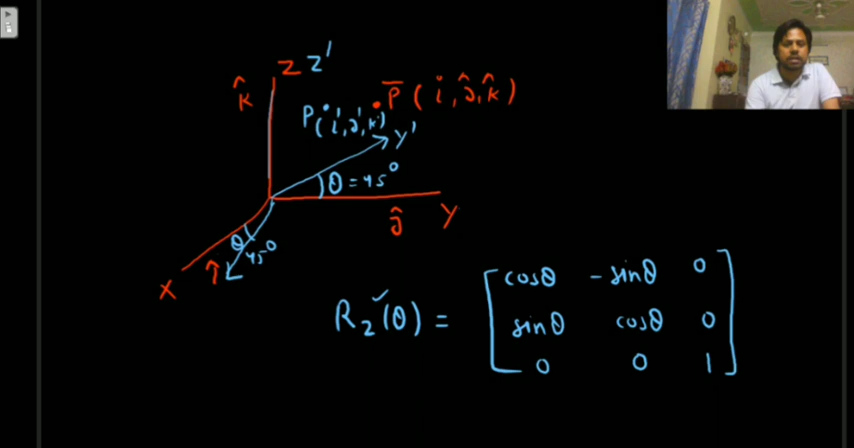 Z Z'
k̂
P̄ ( i , ĵ, k̂ )
P( i', j', k' )
Y'
θ = 45°
ĵ
Y
θ
45°
X
R_Z(θ) =
cosθ -sinθ 0
sinθ cosθ 0
0 0 1